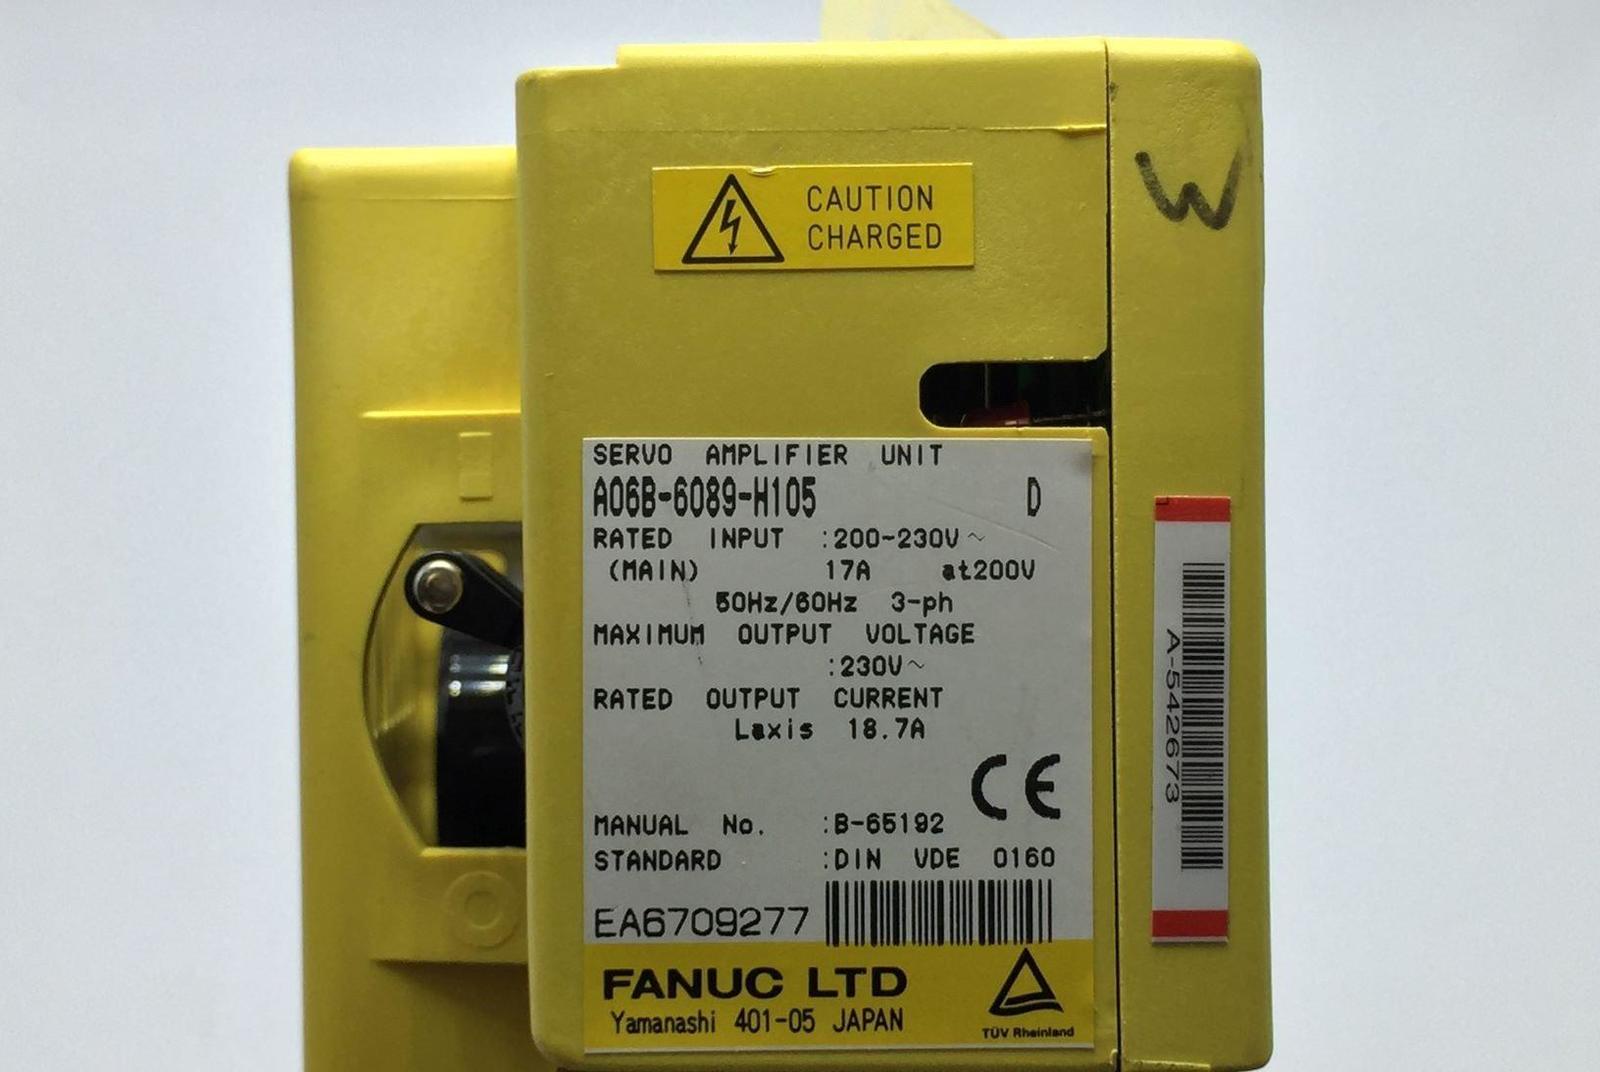 CAUTION
CHARGED
W
SERVO AMPLIFIER UNIT
A06B-6089-H105 D
RATED INPUT :200~230V~
(MAIN) 17A at200V
50Hz/60Hz 3-ph
MAXIMUM OUTPUT VOLTAGE
:230V~
RATED OUTPUT CURRENT
Laxis 18.7A
CE
MANUAL No. :B-65192
STANDARD :DIN VDE 0160
EA6709277
FANUC LTD
Yamanashi 401-05 JAPAN
TÜV Rheinland
A-542673